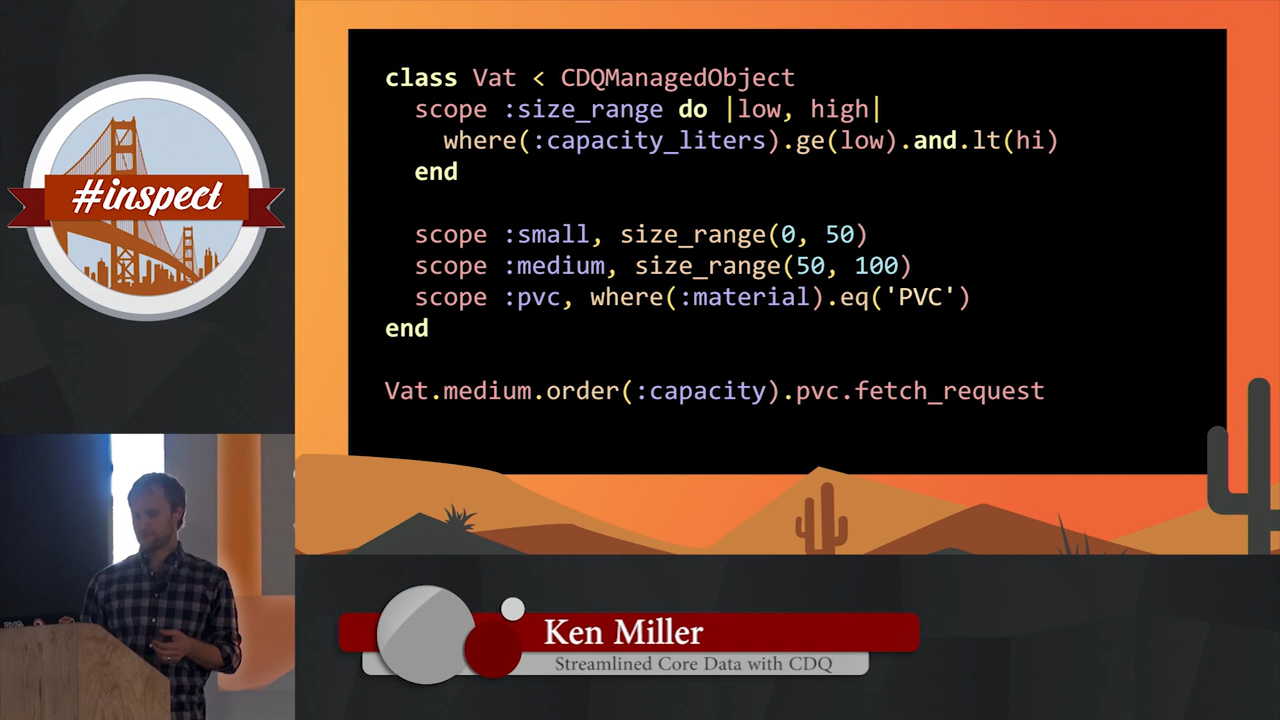 #inspect
class Vat < CDQManagedObject
  scope :size_range do |low, high|
    where(:capacity_liters).ge(low).and.lt(hi)
  end

  scope :small, size_range(0, 50)
  scope :medium, size_range(50, 100)
  scope :pvc, where(:material).eq('PVC')
end

Vat.medium.order(:capacity).pvc.fetch_request
Ken Miller
Streamlined Core Data with CDQ